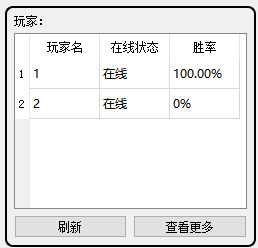 玩家：
玩家名 在线状态 胜率
1 1 在线 100.00%
2 2 在线 0%
刷新 查看更多